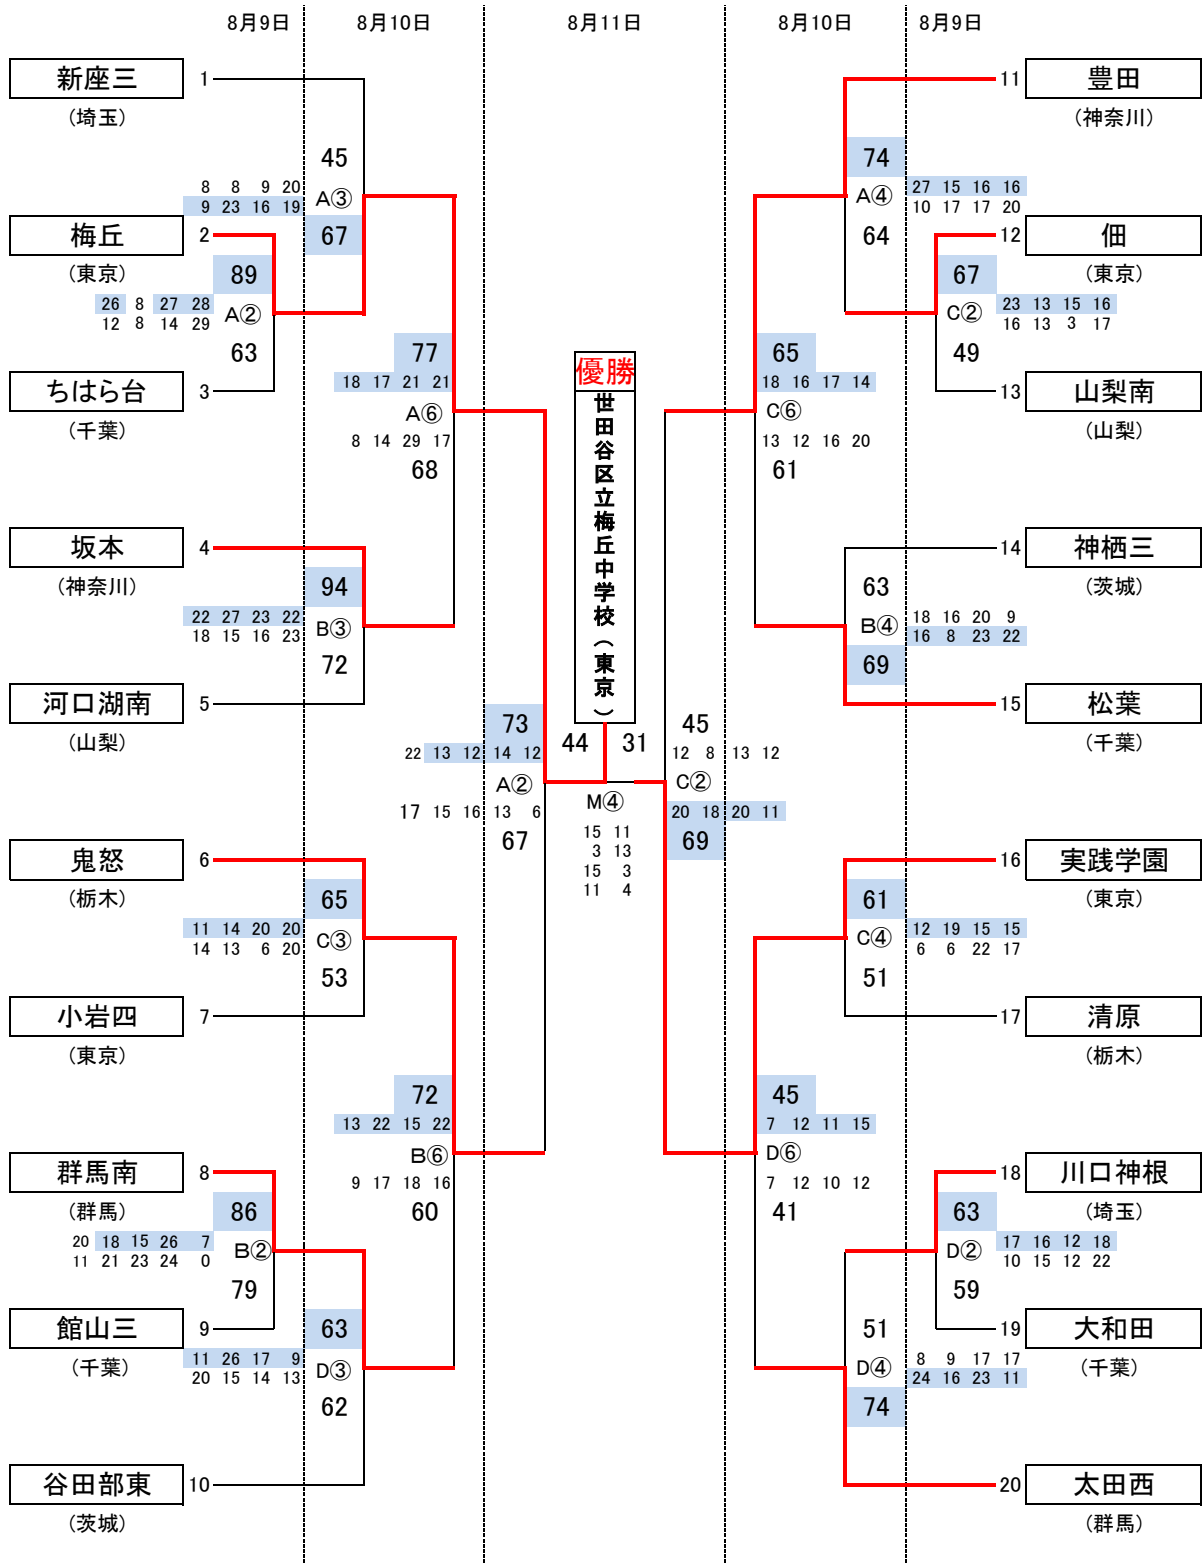 8月9日 8月10日 8月11日 8月10日 8月9日
新座三 1
(埼玉)
45
8 8 9 20
9 23 16 19
A③
67
梅丘 2
(東京)
89
26 8 27 28
12 8 14 29
A②
63
ちはら台 3
(千葉)
77
18 17 21 21
A⑥
8 14 29 17
68
坂本 4
(神奈川)
94
22 27 23 22
18 15 16 23
B③
72
河口湖南 5
(山梨)
73
22 13 12 14 12
A②
17 15 16 13 6
67
鬼怒 6
(栃木)
65
11 14 20 20
14 13 6 20
C③
53
小岩四 7
(東京)
72
13 22 15 22
B⑥
9 17 18 16
60
群馬南 8
(群馬)
86
20 18 15 26 7
11 21 23 24 0
B②
79
館山三 9
(千葉)
63
11 26 17 9
20 15 14 13
D③
62
谷田部東 10
(茨城)
優勝
世田谷区立梅丘中学校(東京)
44 31
M④
15 11
3 13
15 3
11 4
11 豊田
(神奈川)
74
A④
27 15 16 16
10 17 17 20
64
12 佃
(東京)
67
C②
23 13 15 16
16 13 3 17
49
13 山梨南
(山梨)
65
18 16 17 14
C⑥
13 12 16 20
61
14 神栖三
(茨城)
63
B④
18 16 20 9
16 8 23 22
69
15 松葉
(千葉)
45
12 8 13 12
C②
20 18 20 11
69
16 実践学園
(東京)
61
C④
12 19 15 15
6 6 22 17
51
17 清原
(栃木)
45
7 12 11 15
D⑥
7 12 10 12
41
18 川口神根
(埼玉)
63
D②
17 16 12 18
10 15 12 22
59
19 大和田
(千葉)
51
D④
8 9 17 17
24 16 23 11
74
20 太田西
(群馬)